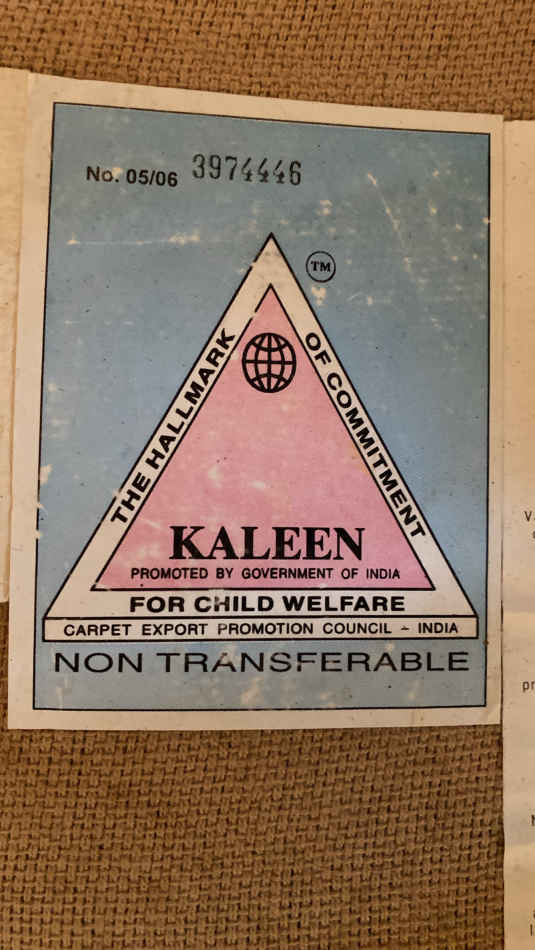 No. 05/06 3974446
TM
THE HALLMARK OF COMMITMENT
KALEEN
PROMOTED BY GOVERNMENT OF INDIA
FOR CHILD WELFARE
CARPET EXPORT PROMOTION COUNCIL - INDIA
NON TRANSFERABLE